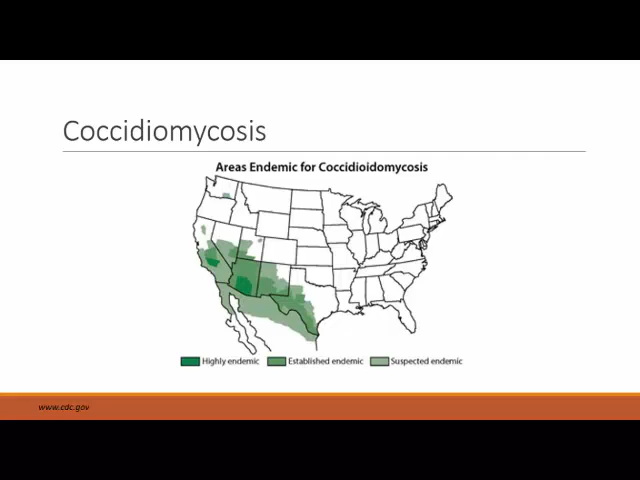 Coccidiomycosis
Areas Endemic for Coccidioidomycosis
Highly endemic Established endemic Suspected endemic
www.cdc.gov